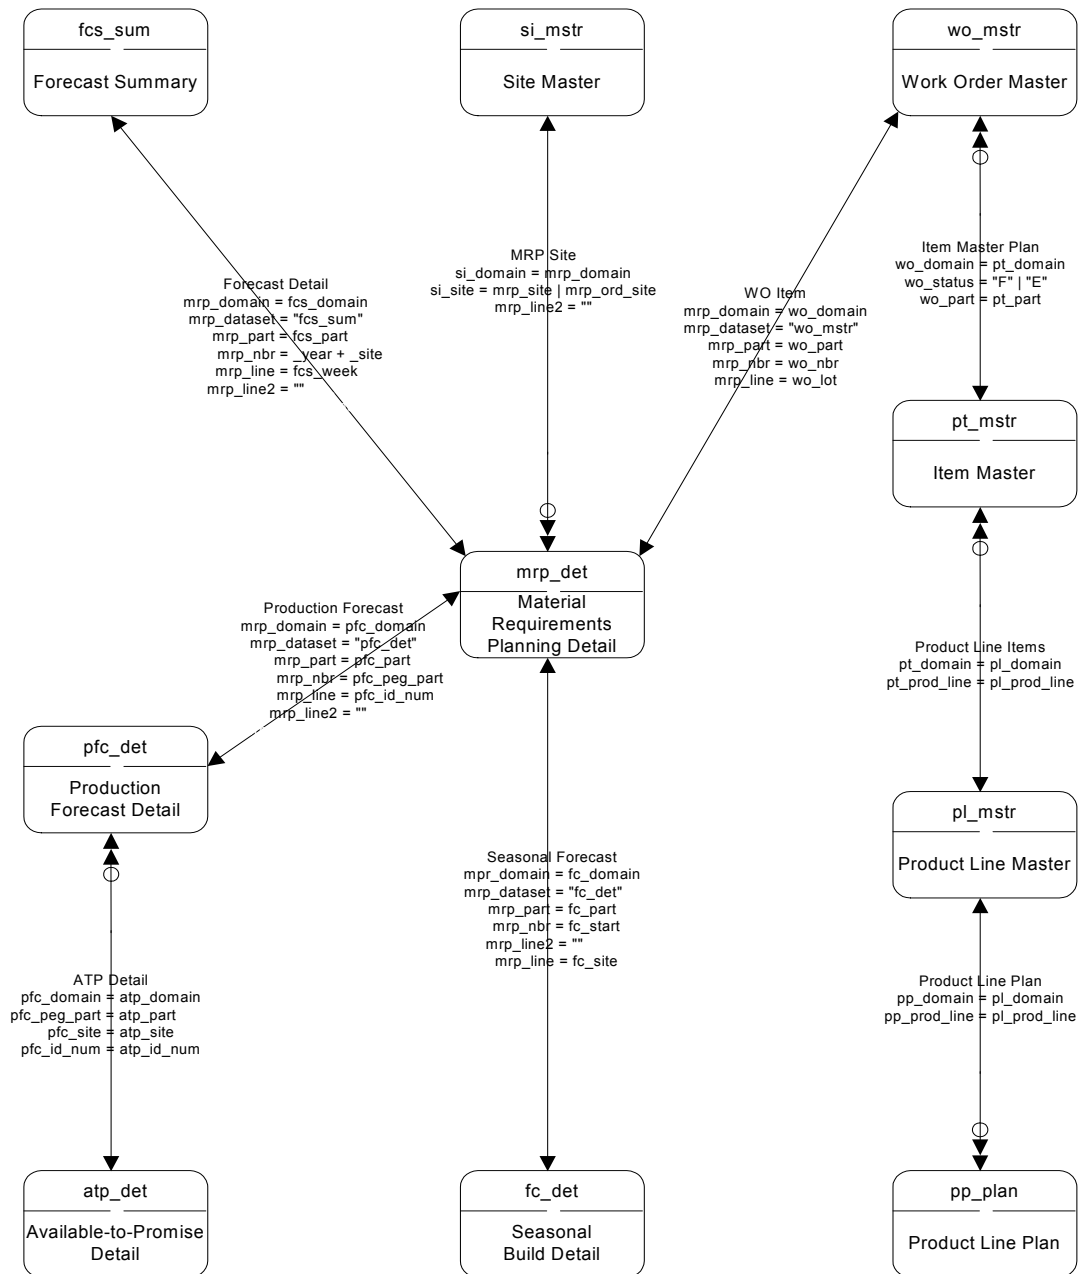 fcs_sum
Forecast Summary
si_mstr
Site Master
wo_mstr
Work Order Master
Forecast Detail
mrp_domain = fcs_domain
mrp_dataset = "fcs_sum"
mrp_part = fcs_part
mrp_nbr = _year + _site
mrp_line = fcs_week
mrp_line2 = ""
MRP Site
si_domain = mrp_domain
si_site = mrp_site | mrp_ord_site
mrp_line2 = ""
WO Item
mrp_domain = wo_domain
mrp_dataset = "wo_mstr"
mrp_part = wo_part
mrp_nbr = wo_nbr
mrp_line = wo_lot
Item Master Plan
wo_domain = pt_domain
wo_status = "F" | "E"
wo_part = pt_part
pt_mstr
Item Master
mrp_det
Material
Requirements
Planning Detail
Production Forecast
mrp_domain = pfc_domain
mrp_dataset = "pfc_det"
mrp_part = pfc_part
mrp_nbr = pfc_peg_part
mrp_line = pfc_id_num
mrp_line2 = ""
Product Line Items
pt_domain = pl_domain
pt_prod_line = pl_prod_line
pfc_det
Production
Forecast Detail
pl_mstr
Product Line Master
Seasonal Forecast
mpr_domain = fc_domain
mrp_dataset = "fc_det"
mrp_part = fc_part
mrp_nbr = fc_start
mrp_line2 = ""
mrp_line = fc_site
ATP Detail
pfc_domain = atp_domain
pfc_peg_part = atp_part
pfc_site = atp_site
pfc_id_num = atp_id_num
Product Line Plan
pp_domain = pl_domain
pp_prod_line = pl_prod_line
atp_det
Available-to-Promise
Detail
fc_det
Seasonal
Build Detail
pp_plan
Product Line Plan